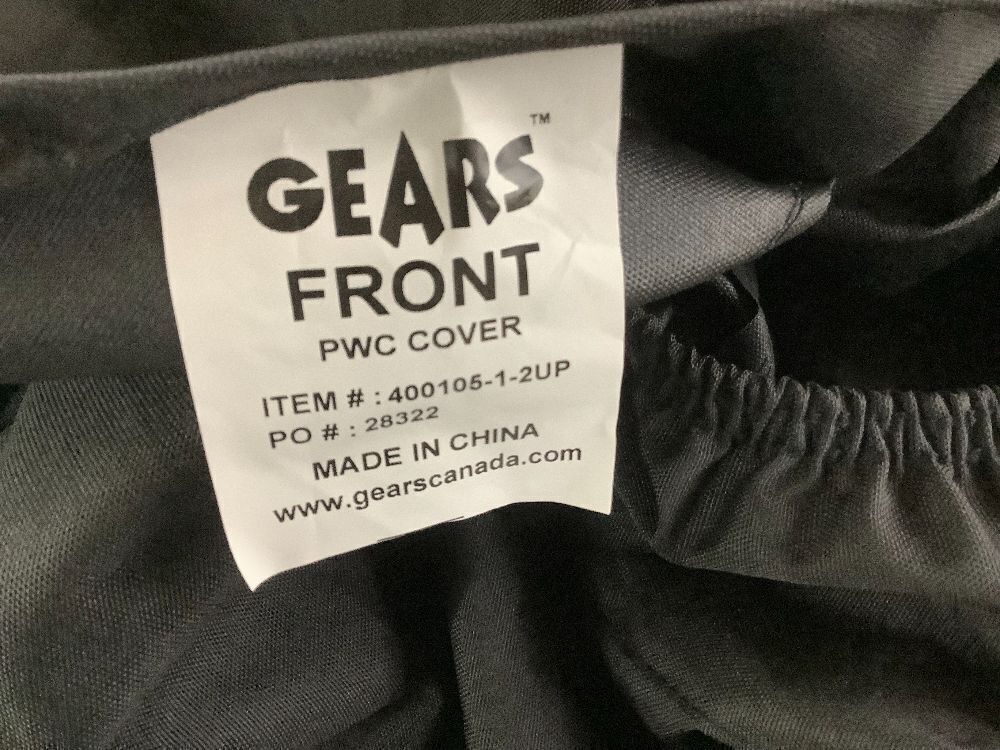 GEARS™
FRONT
PWC COVER
ITEM # : 400105-1-2UP
PO # : 28322
MADE IN CHINA
www.gearscanada.com